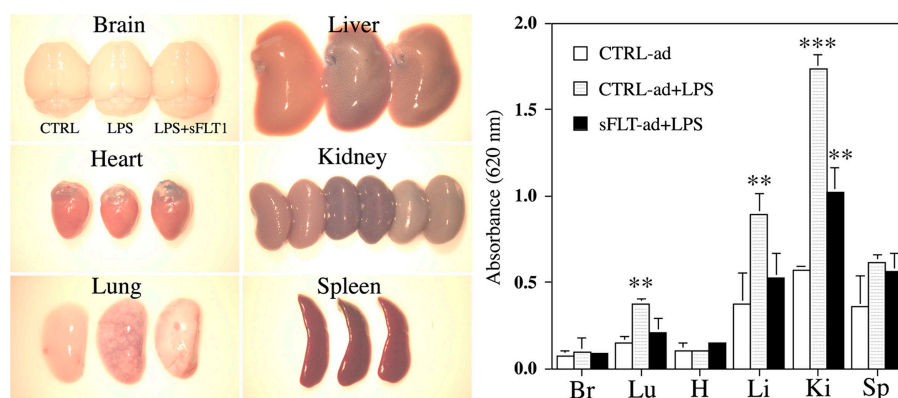 Brain
CTRL LPS LPS+sFLT1
Liver
Heart
Kidney
Lung
Spleen
Absorbance (620 nm)
2.0
1.5
1.0
0.5
0.0
CTRL-ad
CTRL-ad+LPS
sFLT-ad+LPS
**
**
***
**
Br Lu H Li Ki Sp